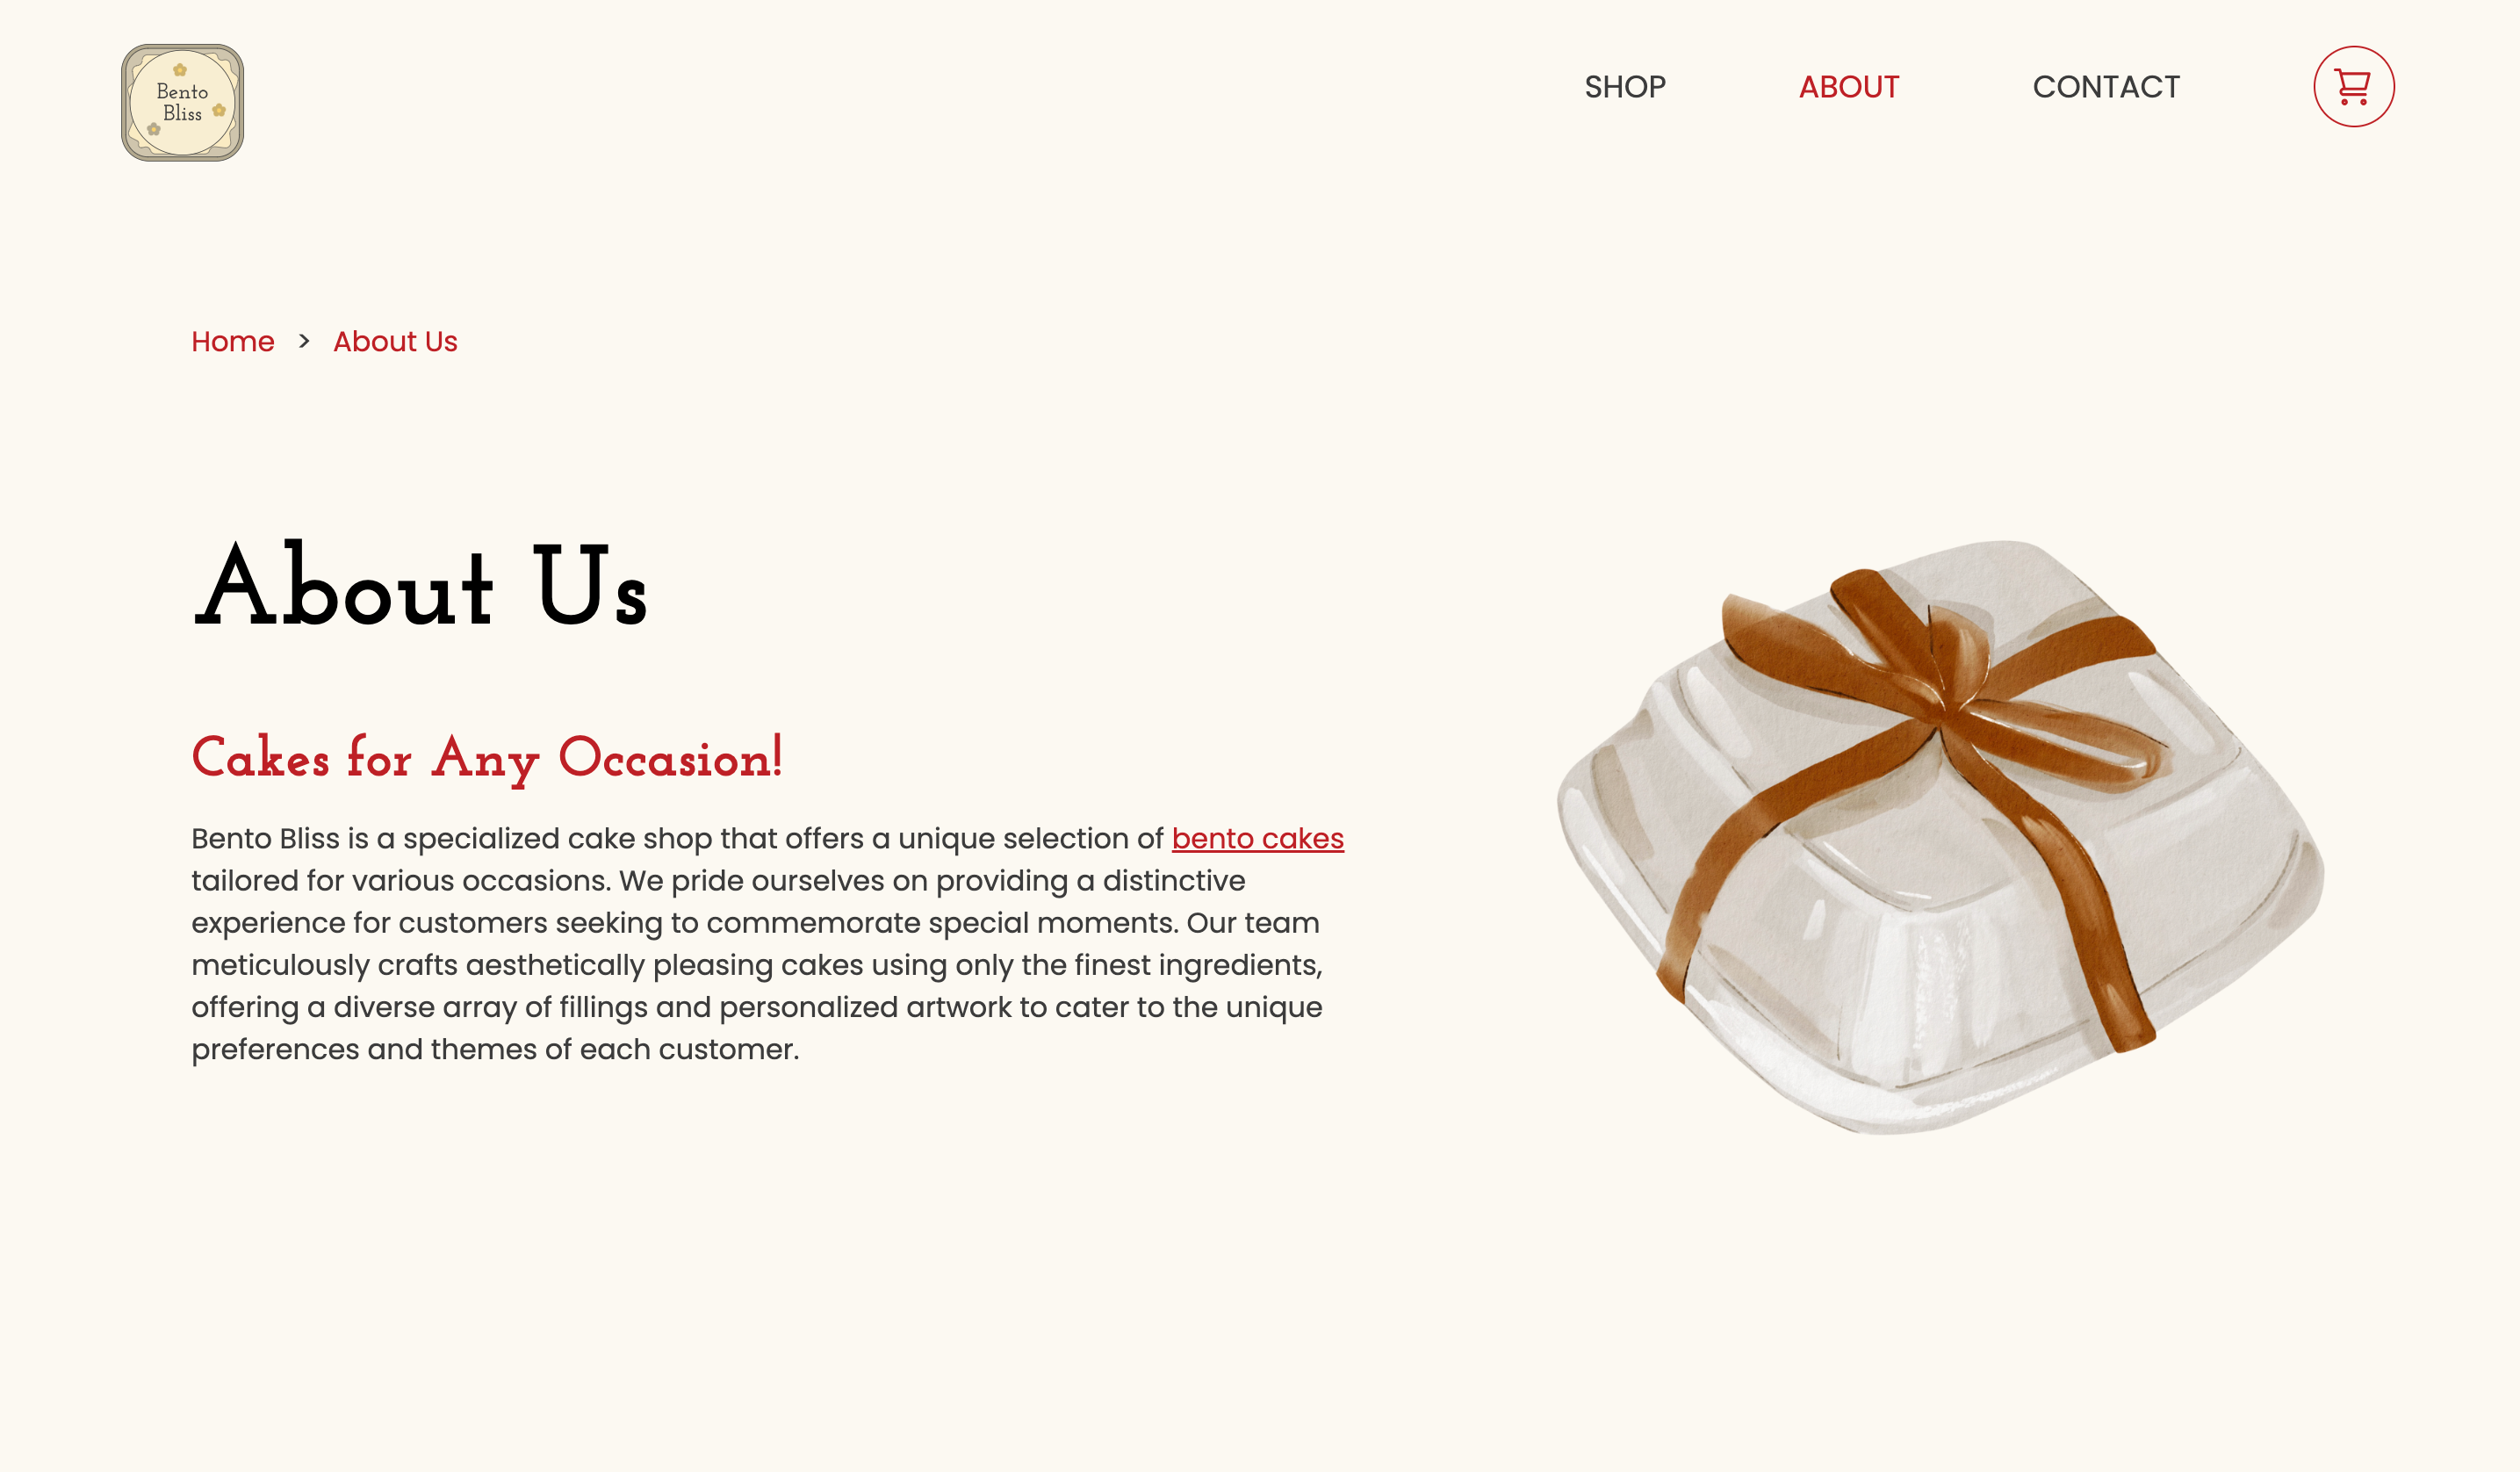 Bento
Bliss
SHOP
ABOUT
CONTACT
Home > About Us
About Us
Cakes for Any Occasion!
Bento Bliss is a specialized cake shop that offers a unique selection of bento cakes
tailored for various occasions. We pride ourselves on providing a distinctive
experience for customers seeking to commemorate special moments. Our team
meticulously crafts aesthetically pleasing cakes using only the finest ingredients,
offering a diverse array of fillings and personalized artwork to cater to the unique
preferences and themes of each customer.